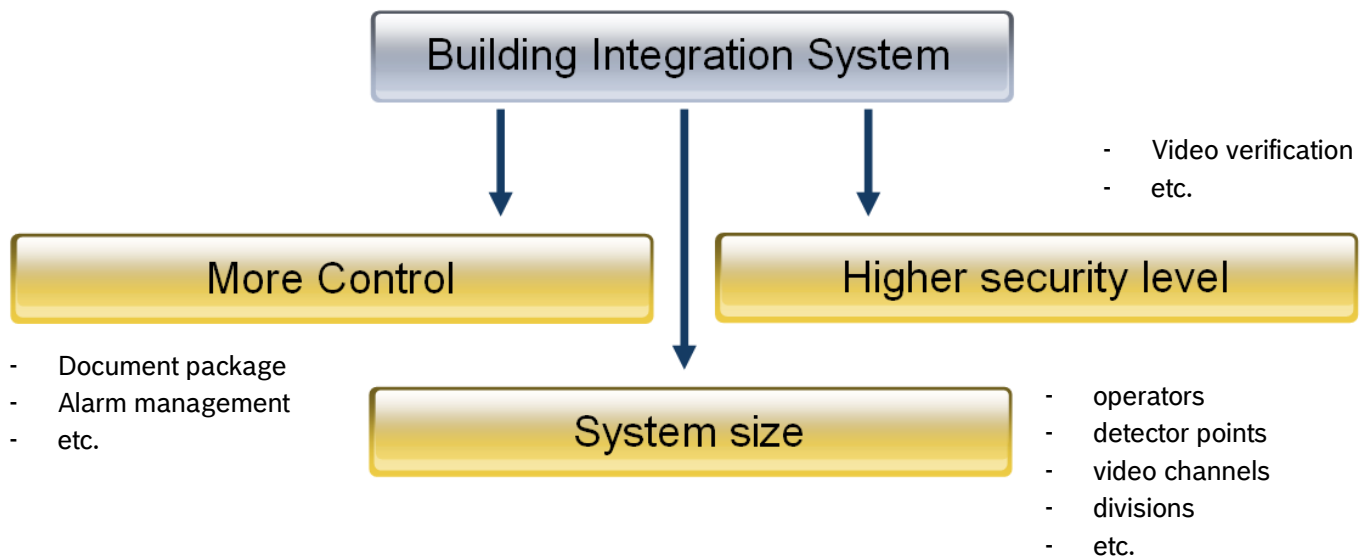 Building Integration System
- Video verification
- etc.
More Control
Higher security level
- Document package
- Alarm management
- etc.
System size
- operators
- detector points
- video channels
- divisions
- etc.